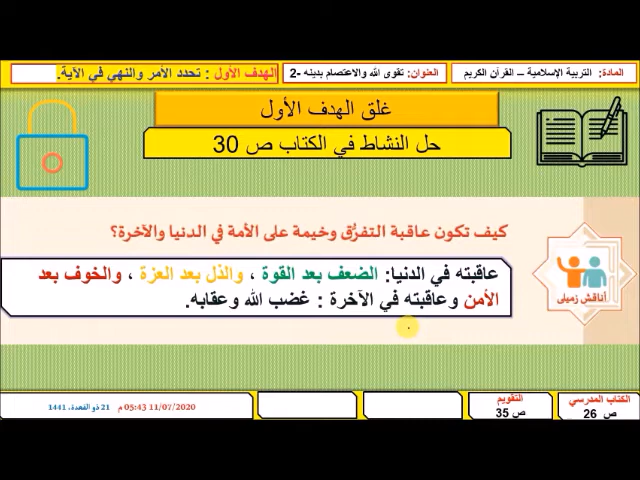 المادة: التربية الإسلامية – القرآن الكريم
العنوان: تقوى الله والاعتصام بدينه -2
الهدف الأول : تحدد الأمر والنهي في الآية.
غلق الهدف الأول
حل النشاط في الكتاب ص 30
كيف تكون عاقبة التفرُّق وخيمة على الأمة في الدنيا والآخرة؟
أناقش زميلي
عاقبته في الدنيا: الضعف بعد القوة ، والذل بعد العزة ، والخوف بعد
الأمن وعاقبته في الآخرة : غضب الله وعقابه.
الكتاب المدرسي
ص 26
التقويم
ص 35
11/07/2020 05:43 م
21 ذو القعدة، 1441